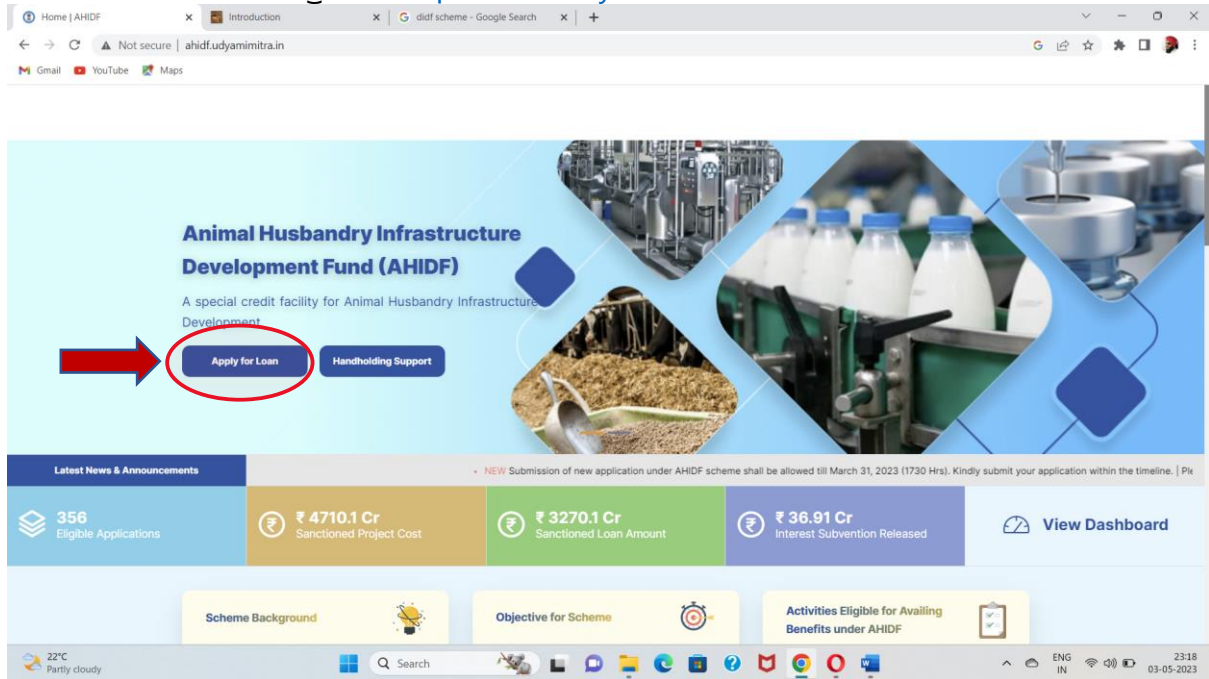 Home | AHIDF
Introduction
didf scheme - Google Search
Not secure | ahidf.udyamimitra.in
Gmail
YouTube
Maps
Animal Husbandry Infrastructure
Development Fund (AHIDF)
A special credit facility for Animal Husbandry Infrastructure
Development
Apply for Loan
Handholding Support
Latest News & Announcements
NEW Submission of new application under AHIDF scheme shall be allowed till March 31, 2023 (1730 Hrs). Kindly submit your application within the timeline. |
356
Eligible Applications
₹ 4710.1 Cr
Sanctioned Project Cost
₹ 3270.1 Cr
Sanctioned Loan Amount
₹ 36.91 Cr
Interest Subvention Released
View Dashboard
Scheme Background
Objective for Scheme
Activities Eligible for Availing
Benefits under AHIDF
22°C
Partly cloudy
Search
ENG
IN
23:18
03-05-2023